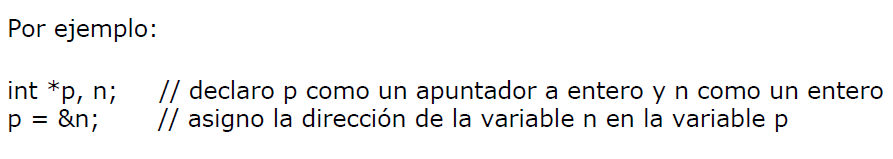 Por ejemplo:
int *p, n; // declaro p como un apuntador a entero y n como un entero
p = &n; // asigno la dirección de la variable n en la variable p